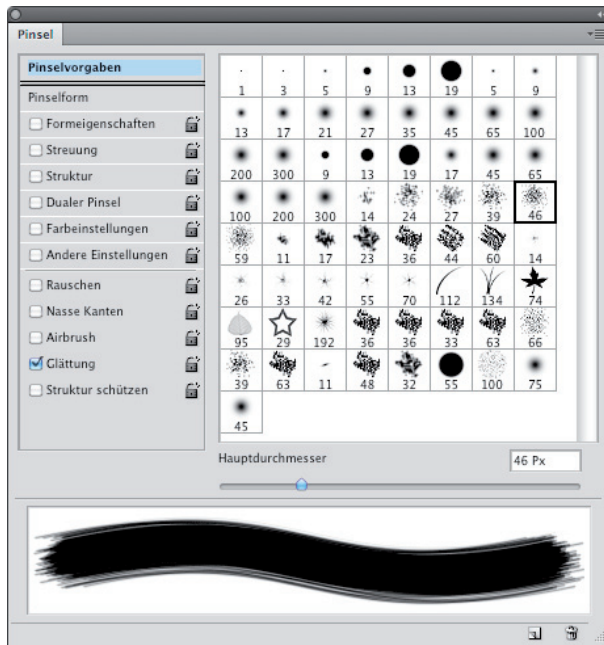 Pinsel
Pinselvorgaben
Pinselform
Formeigenschaften
Streuung
Struktur
Dualer Pinsel
Farbeinstellungen
Andere Einstellungen
Rauschen
Nasse Kanten
Airbrush
Glättung
Struktur schützen
1 3 5 9 13 19 5 9
13 17 21 27 35 45 65 100
200 300 9 13 19 17 45 65
100 200 300 14 24 27 39 46
59 11 17 23 36 44 60 14
26 33 42 55 70 112 134 74
95 29 192 36 36 33 63 66
39 63 11 48 32 55 100 75
45
Hauptdurchmesser 46 Px